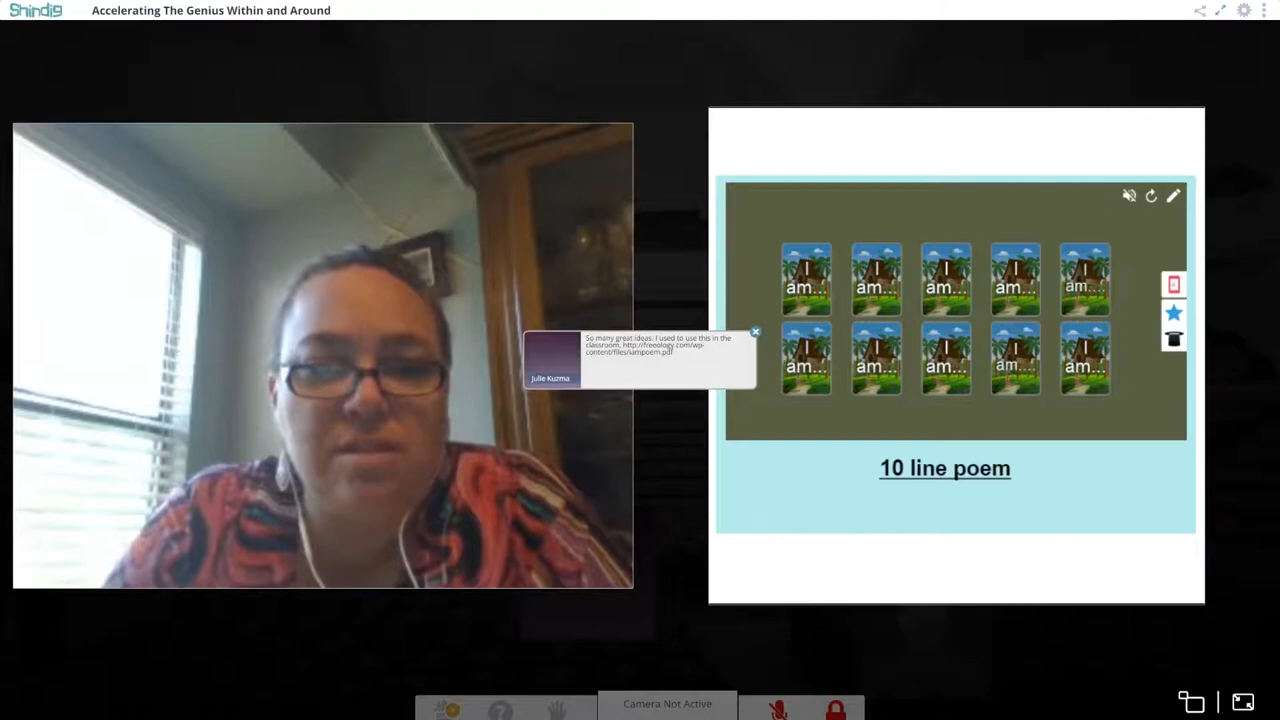 Shindig
Accelerating The Genius Within and Around
So many great ideas. I used to use this in the
classroom. http://freeology.com/wp-
content/files/iampoem.pdf
Julie Kuzma
I am... I am... I am... I am... I am...
I am... I am... I am... I am... I am...
10 line poem
Camera Not Active